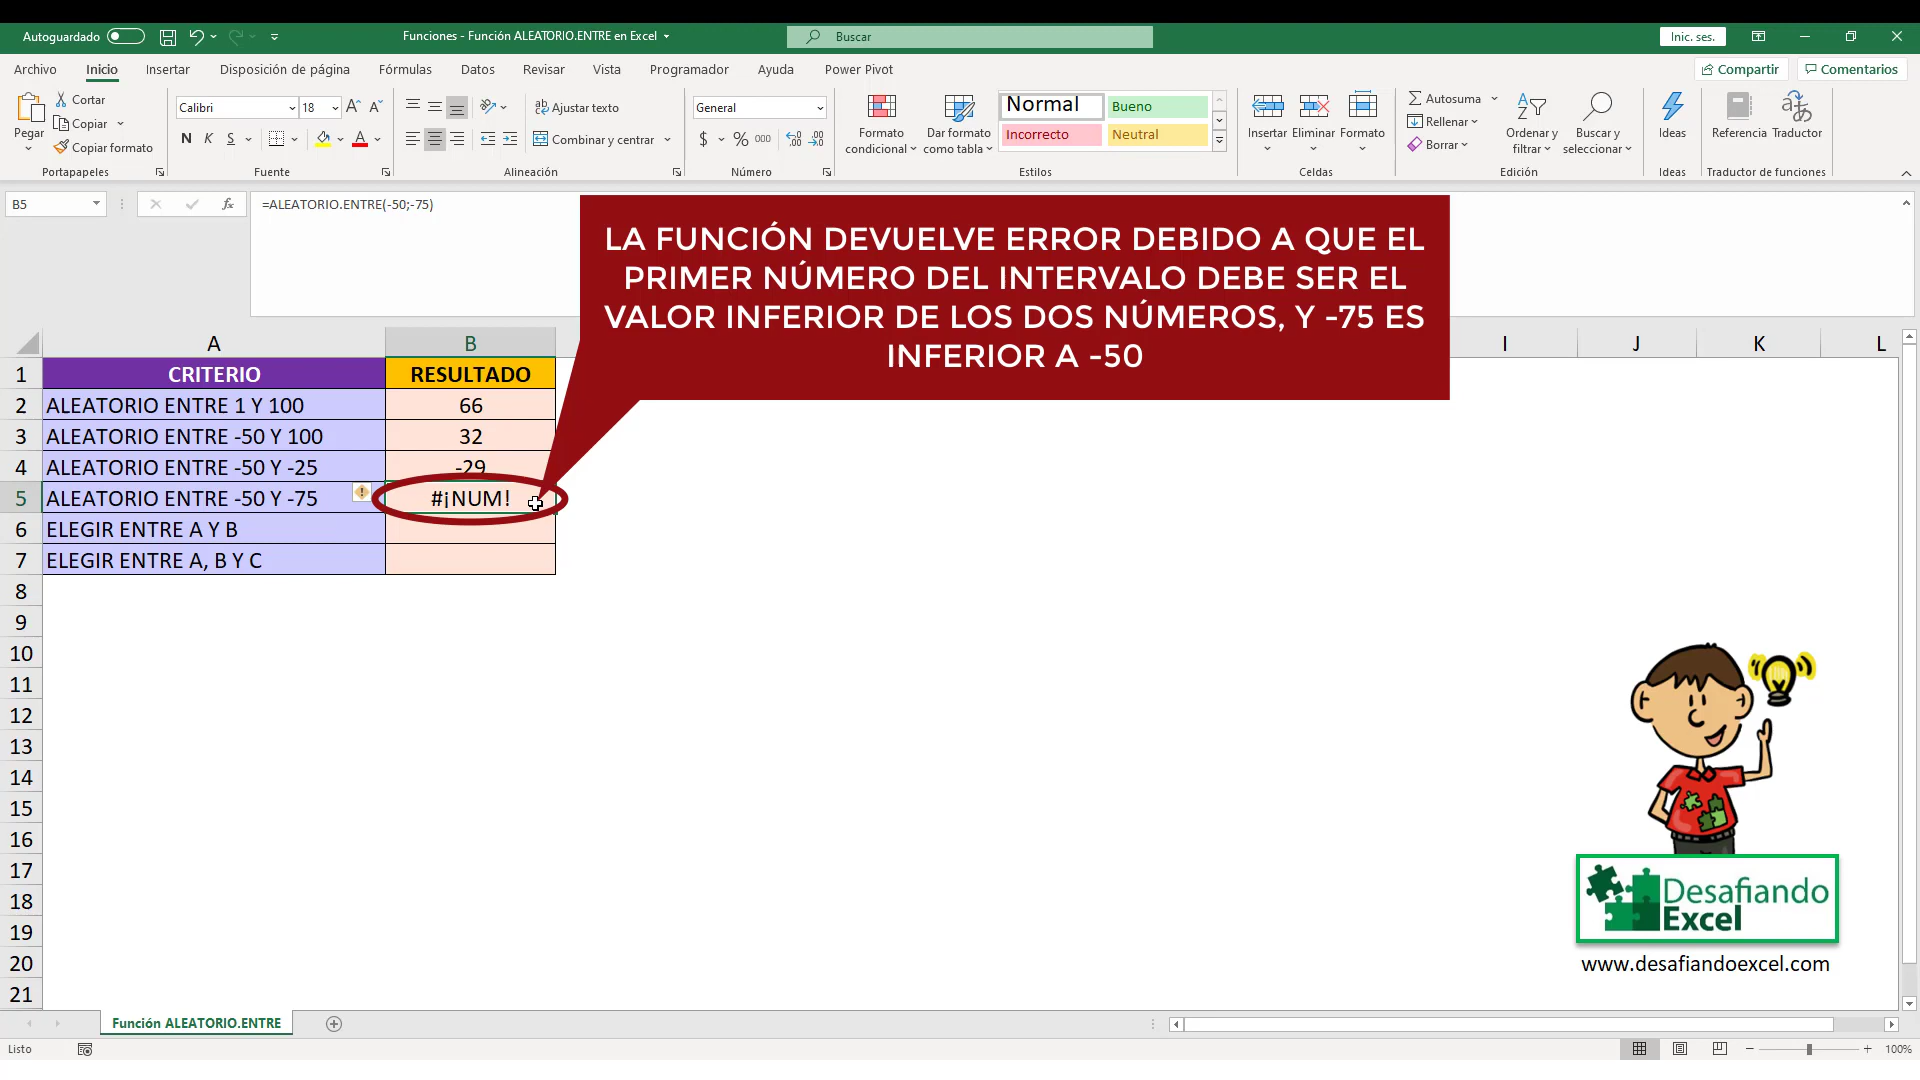 Autoguardado
Funciones - Función ALEATORIO.ENTRE en Excel
Buscar
Inic. ses.
Archivo Inicio Insertar Disposición de página Fórmulas Datos Revisar Vista Programador Ayuda Power Pivot
Compartir Comentarios
Pegar
Cortar
Copiar
Copiar formato
Portapapeles
Calibri 18
N K S
Fuente
Ajustar texto
Combinar y centrar
Alineación
General
$ % 000
Número
Formato condicional
Dar formato como tabla
Normal Bueno
Incorrecto Neutral
Estilos
Insertar Eliminar Formato
Celdas
Autosuma
Rellenar
Borrar
Ordenar y filtrar
Buscar y seleccionar
Edición
Ideas
Ideas
Referencia Traductor
Traductor de funciones
B5
fx
=ALEATORIO.ENTRE(-50;-75)
LA FUNCIÓN DEVUELVE ERROR DEBIDO A QUE EL
PRIMER NÚMERO DEL INTERVALO DEBE SER EL
VALOR INFERIOR DE LOS DOS NÚMEROS, Y -75 ES
INFERIOR A -50
A B I J K L
1 CRITERIO RESULTADO
2 ALEATORIO ENTRE 1 Y 100 66
3 ALEATORIO ENTRE -50 Y 100 32
4 ALEATORIO ENTRE -50 Y -25 -29
5 ALEATORIO ENTRE -50 Y -75 #¡NUM!
6 ELEGIR ENTRE A Y B
7 ELEGIR ENTRE A, B Y C
8
9
10
11
12
13
14
15
16
17
18
19
20
21
Desafiando
Excel
www.desafiandoexcel.com
Función ALEATORIO.ENTRE
Listo
100%